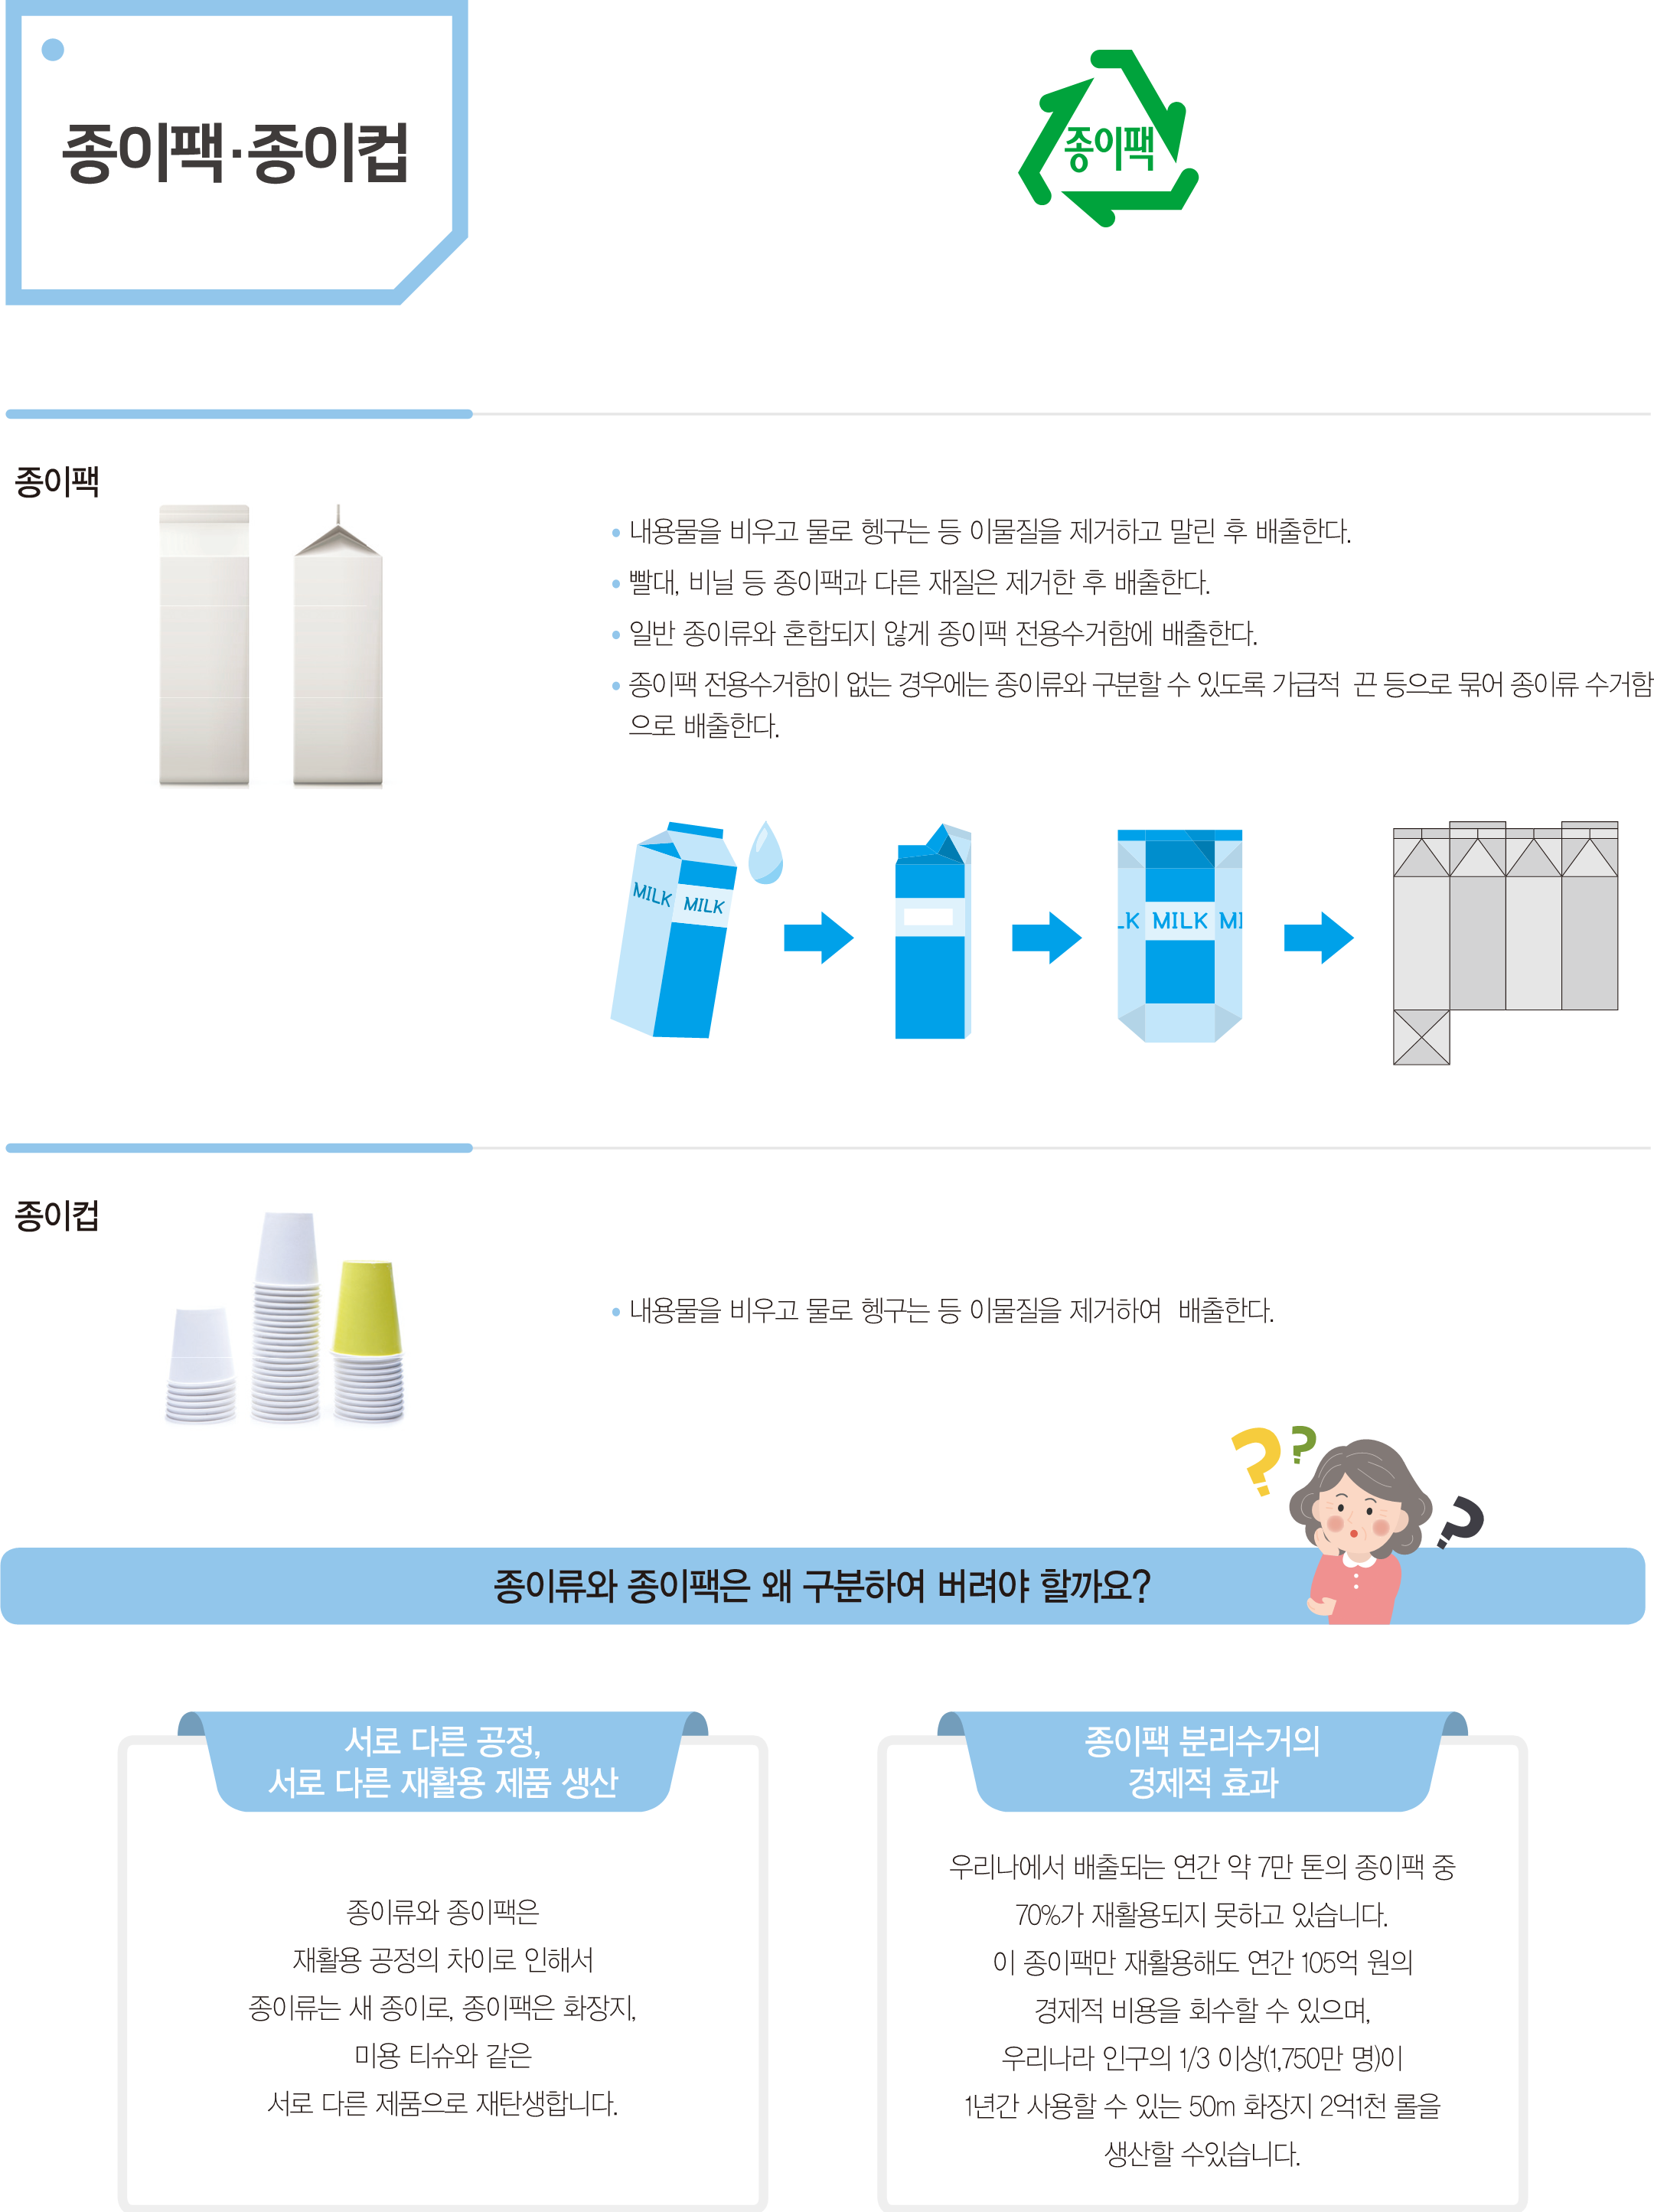 종이팩·종이컵
종이팩
종이팩
내용물을 비우고 물로 헹구는 등 이물질을 제거하고 말린 후 배출한다.
빨대, 비닐 등 종이팩과 다른 재질은 제거한 후 배출한다.
일반 종이류와 혼합되지 않게 종이팩 전용수거함에 배출한다.
종이팩 전용수거함이 없는 경우에는 종이류와 구분할 수 있도록 가급적 끈 등으로 묶어 종이류 수거함
으로 배출한다.
MILK MILK
LK MILK MI
종이컵
내용물을 비우고 물로 헹구는 등 이물질을 제거하여 배출한다.
? ? ?
종이류와 종이팩은 왜 구분하여 버려야 할까요?
서로 다른 공정,
서로 다른 재활용 제품 생산
종이류와 종이팩은
재활용 공정의 차이로 인해서
종이류는 새 종이로, 종이팩은 화장지,
미용 티슈와 같은
서로 다른 제품으로 재탄생합니다.
종이팩 분리수거의
경제적 효과
우리나에서 배출되는 연간 약 7만 톤의 종이팩 중
70%가 재활용되지 못하고 있습니다.
이 종이팩만 재활용해도 연간 105억 원의
경제적 비용을 회수할 수 있으며,
우리나라 인구의 1/3 이상(1,750만 명)이
1년간 사용할 수 있는 50m 화장지 2억1천 롤을
생산할 수있습니다.